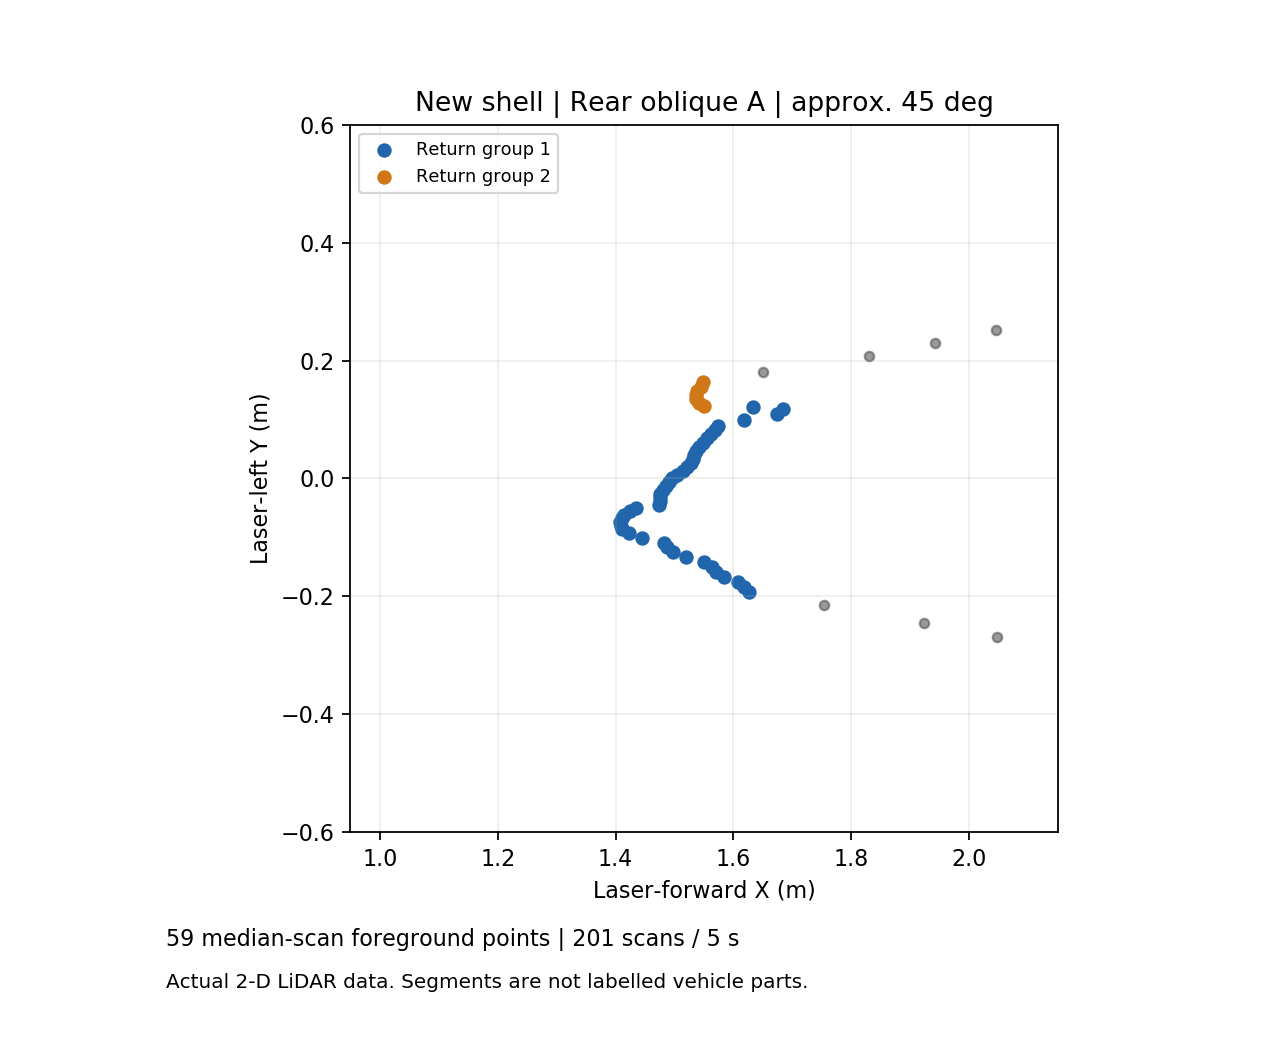 New shell | Rear oblique A | approx. 45 deg
Return group 1
Return group 2
0.6
0.4
0.2
0.0
−0.2
−0.4
−0.6
Laser-left Y (m)
1.0 1.2 1.4 1.6 1.8 2.0
Laser-forward X (m)
59 median-scan foreground points | 201 scans / 5 s
Actual 2-D LiDAR data. Segments are not labelled vehicle parts.